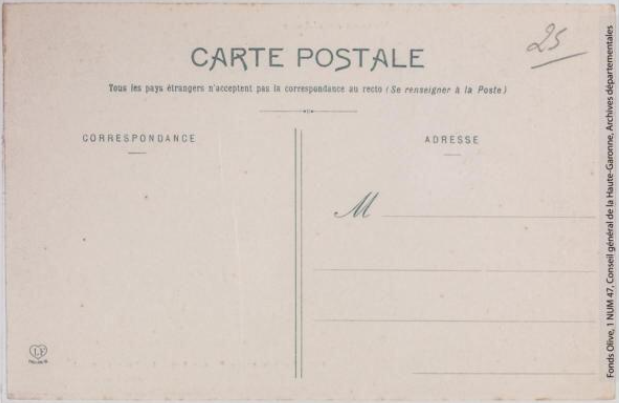 25
CARTE POSTALE
Tous les pays étrangers n'acceptent pas la correspondance au recto (Se renseigner à la Poste)
CORRESPONDANCE
ADRESSE
M
Fonds Olive, 1 NUM 47, Conseil général de la Haute-Garonne, Archives départementales